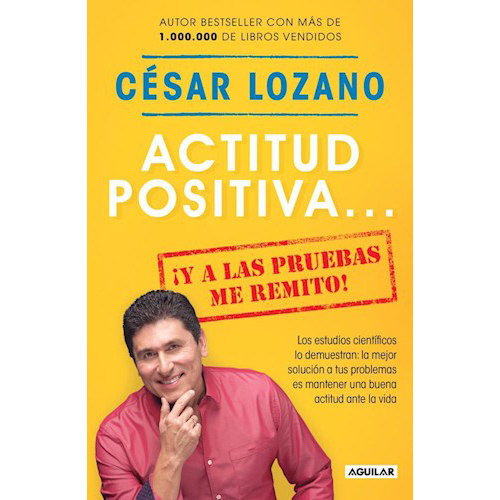 AUTOR BESTSELLER CON MÁS DE
1.000.000 DE LIBROS VENDIDOS
CÉSAR LOZANO
ACTITUD
POSITIVA...
¡Y A LAS PRUEBAS
ME REMITO!
Los estudios científicos
lo demuestran: la mejor
solución a tus problemas
es mantener una buena
actitud ante la vida
AGUILAR